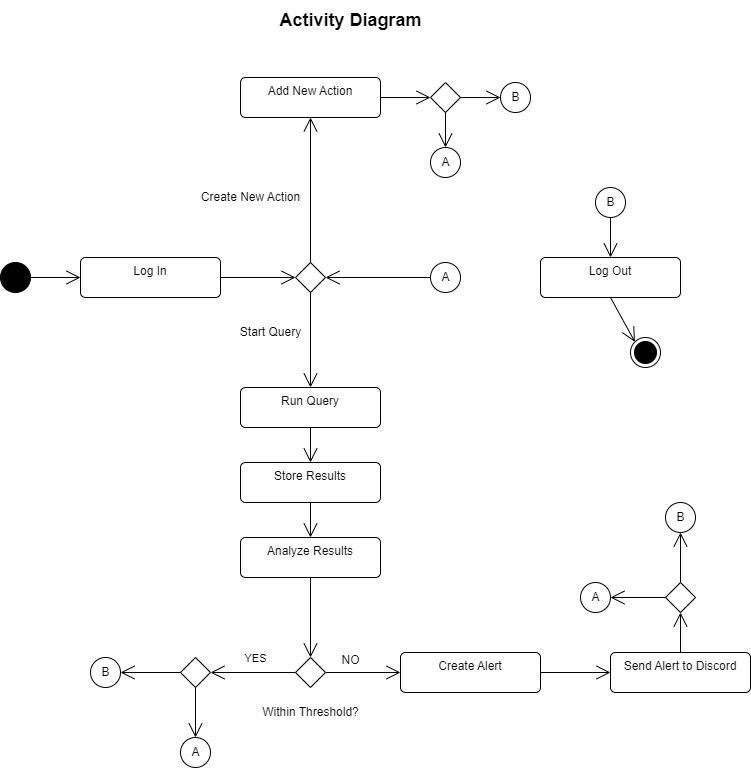 Activity Diagram
Add New Action
B
A
Create New Action
B
Log In
A
Log Out
Start Query
Run Query
Store Results
Analyze Results
B
A
YES
NO
B
Create Alert
Send Alert to Discord
Within Threshold?
A